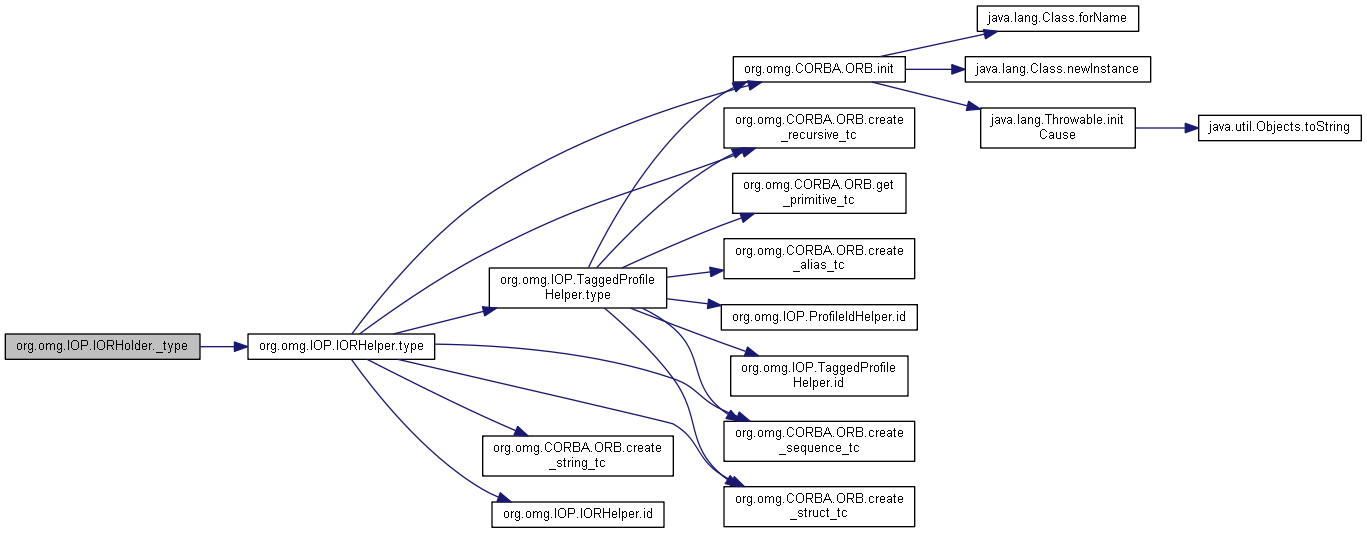 org.omg.IOP.IORHolder._type
org.omg.IOP.IORHelper.type
org.omg.IOP.TaggedProfile
Helper.type
org.omg.CORBA.ORB.create
_string_tc
org.omg.IOP.IORHelper.id
org.omg.CORBA.ORB.init
org.omg.CORBA.ORB.create
_recursive_tc
org.omg.CORBA.ORB.get
_primitive_tc
org.omg.CORBA.ORB.create
_alias_tc
org.omg.IOP.ProfileIdHelper.id
org.omg.IOP.TaggedProfile
Helper.id
org.omg.CORBA.ORB.create
_sequence_tc
org.omg.CORBA.ORB.create
_struct_tc
java.lang.Class.forName
java.lang.Class.newInstance
java.lang.Throwable.init
Cause
java.util.Objects.toString